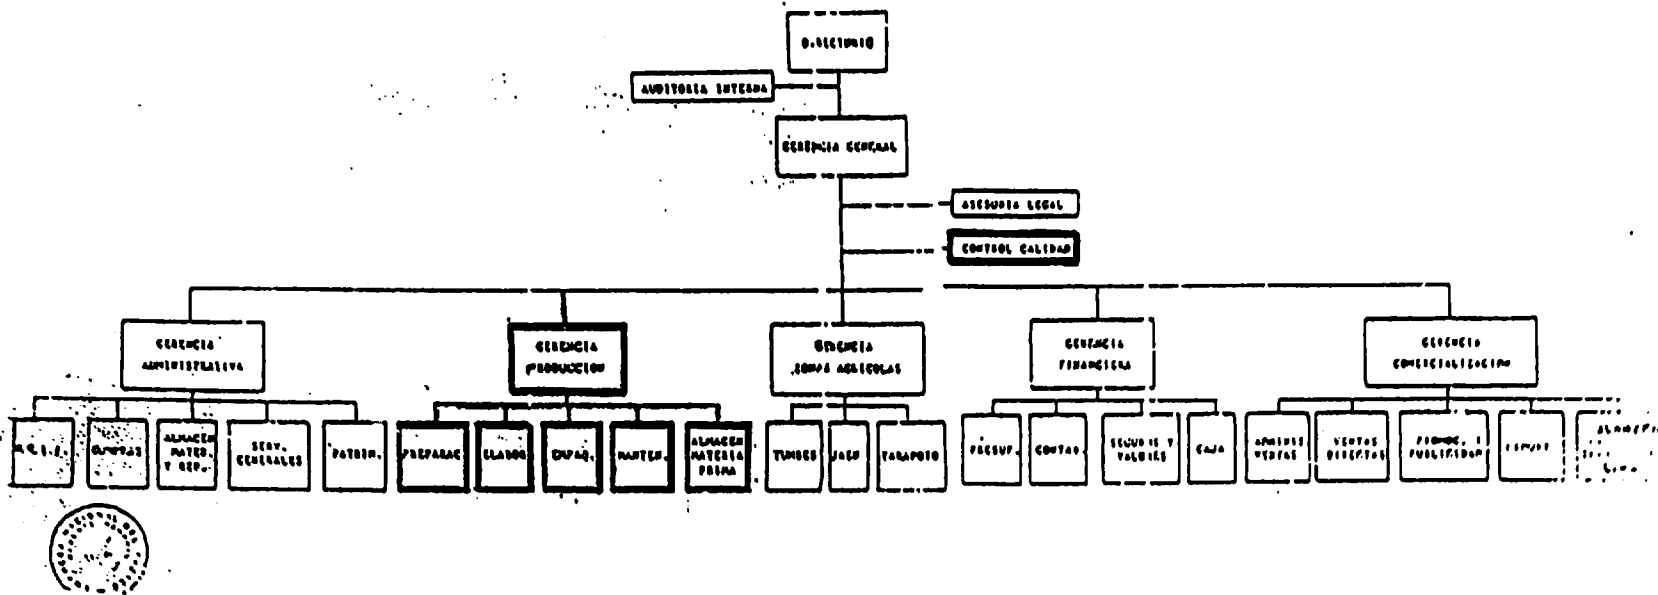 DIRECTORIO
AUDITORIA INTERNA
GERENCIA GENERAL
ASESORIA LEGAL
CONTROL CALIDAD
GERENCIA
ADMINISTRATIVA
GERENCIA
PRODUCCION
GERENCIA
ZONAS AGRICOLAS
GERENCIA
FINANCIERA
GERENCIA
COMERCIALIZACION
COMPRAS
ALMACEN
MATER.
Y REP.
SERV.
GENERALES
PATRIM.
PREPARAC
ELABOR
EMPAQ.
MANTEN.
ALMACEN
MATERIA
PRIMA
TUMBES
JAEN
TARAPOTO
PRESUP.
CONTAB.
SEGUROS Y
VALORES
CAJA
VENTAS
VENTAS
DIRECTAS
PROMOC. Y
PUBLICIDAD